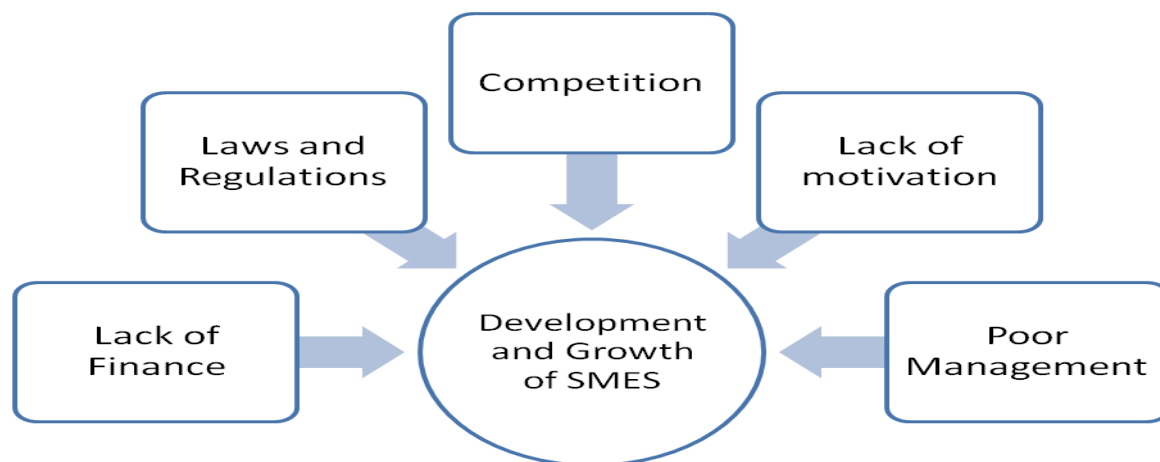 Competition
Laws and
Regulations
Lack of
motivation
Lack of
Finance
Development
and Growth
of SMES
Poor
Management